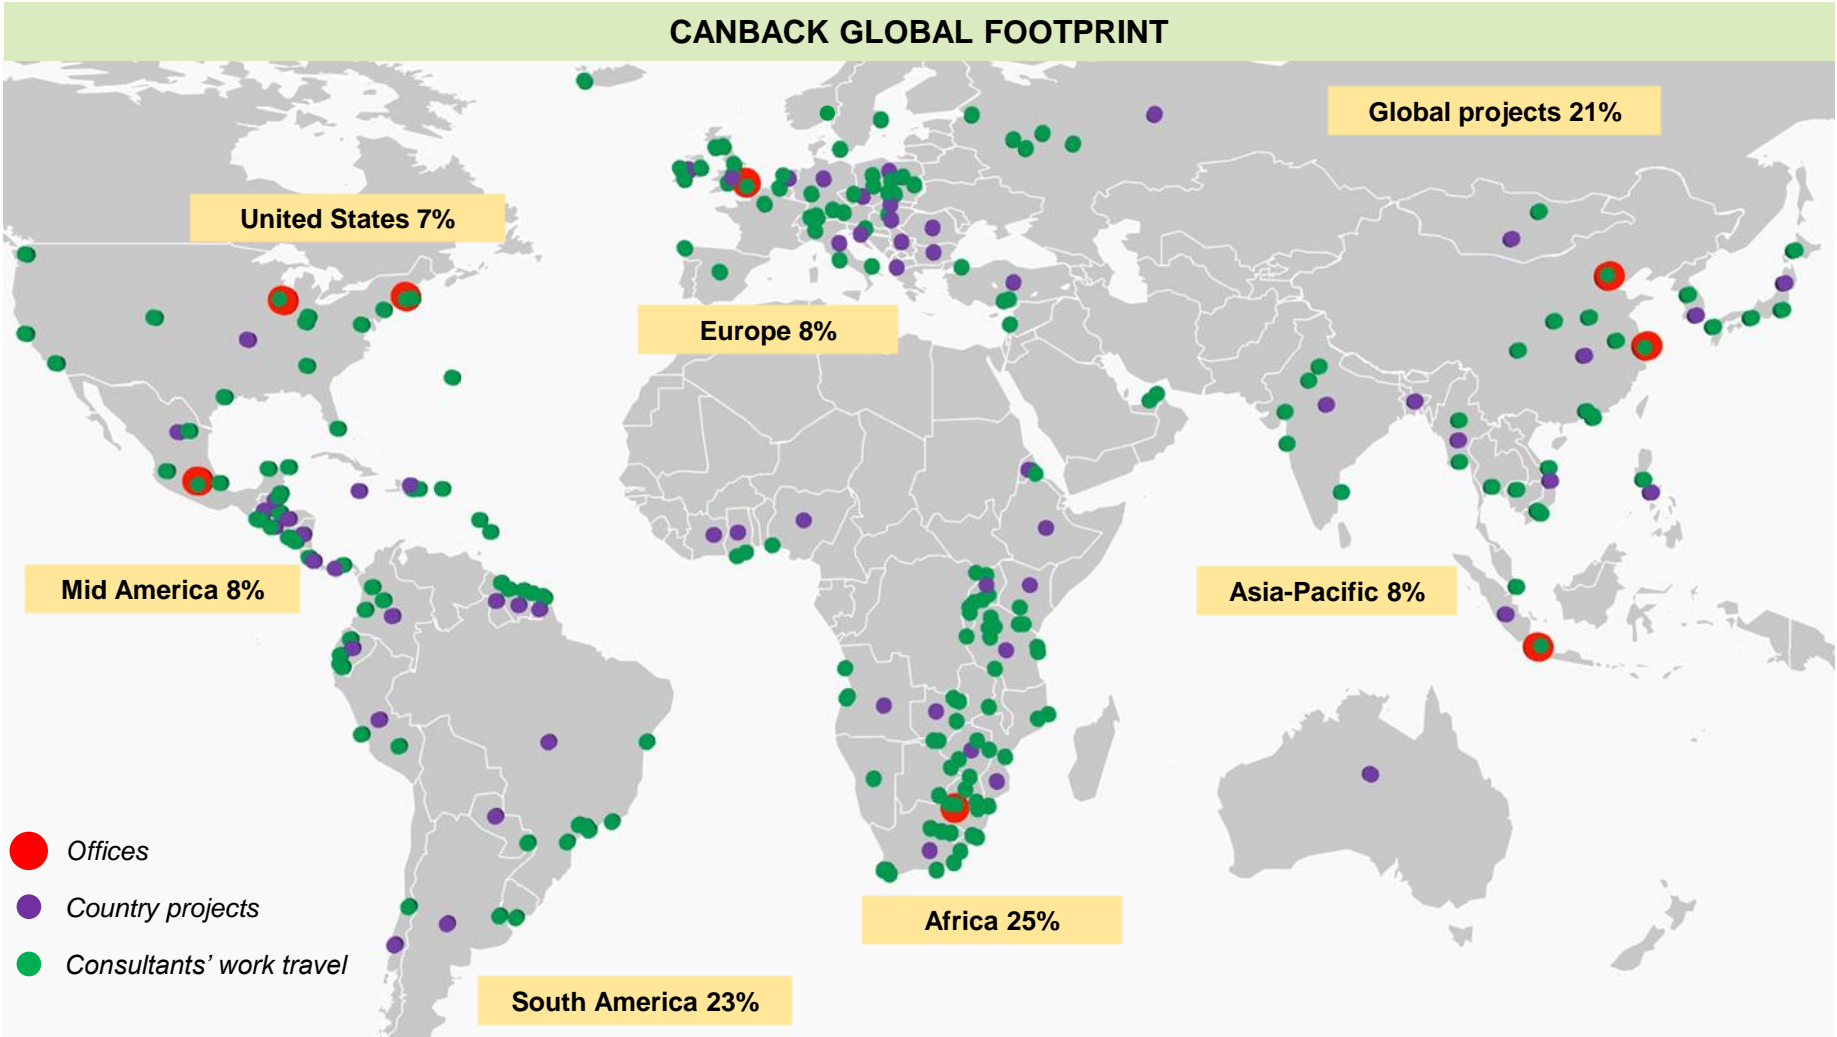 CANBACK GLOBAL FOOTPRINT
Global projects 21%
United States 7%
Europe 8%
Mid America 8%
Asia-Pacific 8%
Offices
Country projects
Africa 25%
Consultants’ work travel
South America 23%